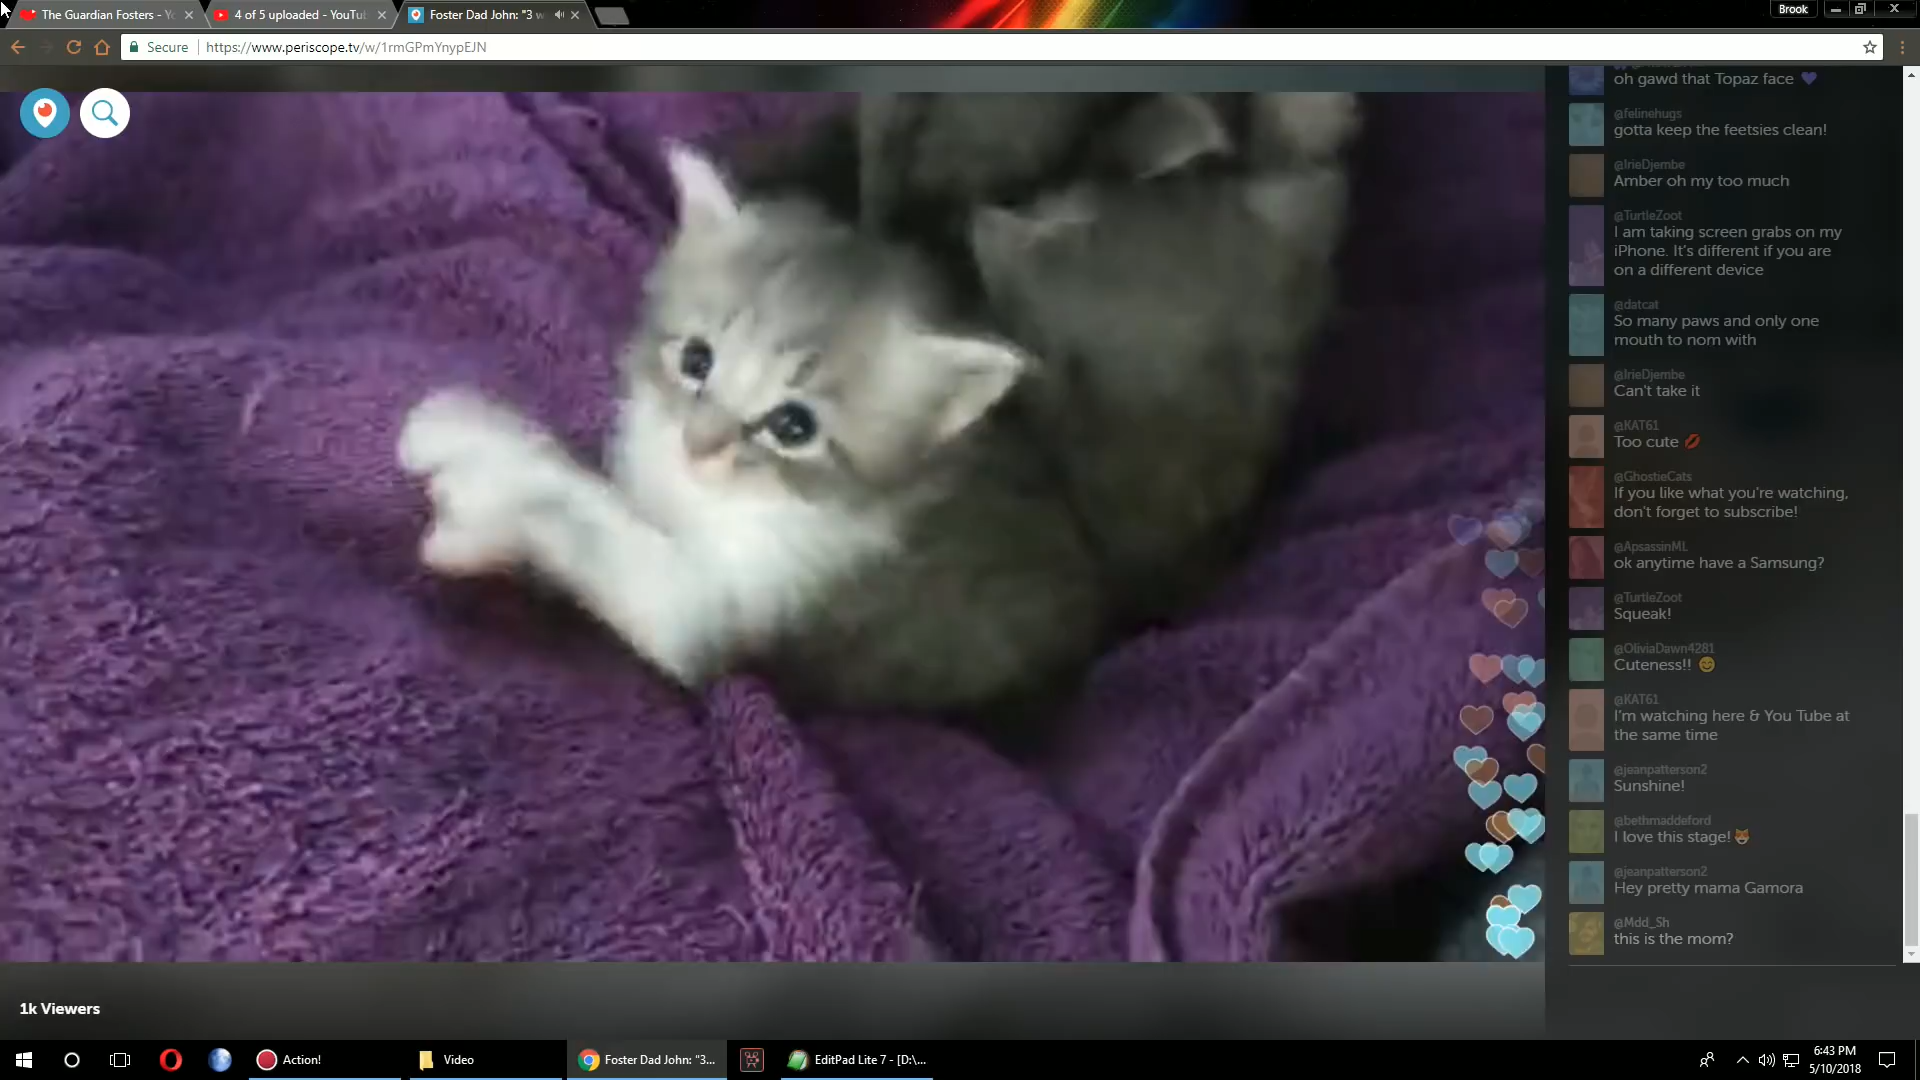 The Guardian Fosters - Yo
4 of 5 uploaded - YouTub
Foster Dad John: "3 w
Brook
Secure
https://www.periscope.tv/w/1rmGPmYnypEJN
oh gawd that Topaz face 💜
@felinehugs
gotta keep the feetsies clean!
@IrieDjembe
Amber oh my too much
@TurtleZoot
I am taking screen grabs on my
iPhone. It's different if you are
on a different device
@datcat
So many paws and only one
mouth to nom with
@IrieDjembe
Can't take it
@KAT61
Too cute 💋
@GhostieCats
If you like what you're watching,
don't forget to subscribe!
@ApsassinML
ok anytime have a Samsung?
@TurtleZoot
Squeak!
@OliviaDawn4281
Cuteness!! 😊
@KAT61
I'm watching here & You Tube at
the same time
@jeanpatterson2
Sunshine!
@bethmaddeford
I love this stage! 😺
@jeanpatterson2
Hey pretty mama Gamora
@Mdd_Sh
this is the mom?
1k Viewers
Action!
Video
Foster Dad John: "3...
EditPad Lite 7 - [D:\...
6:43 PM
5/10/2018